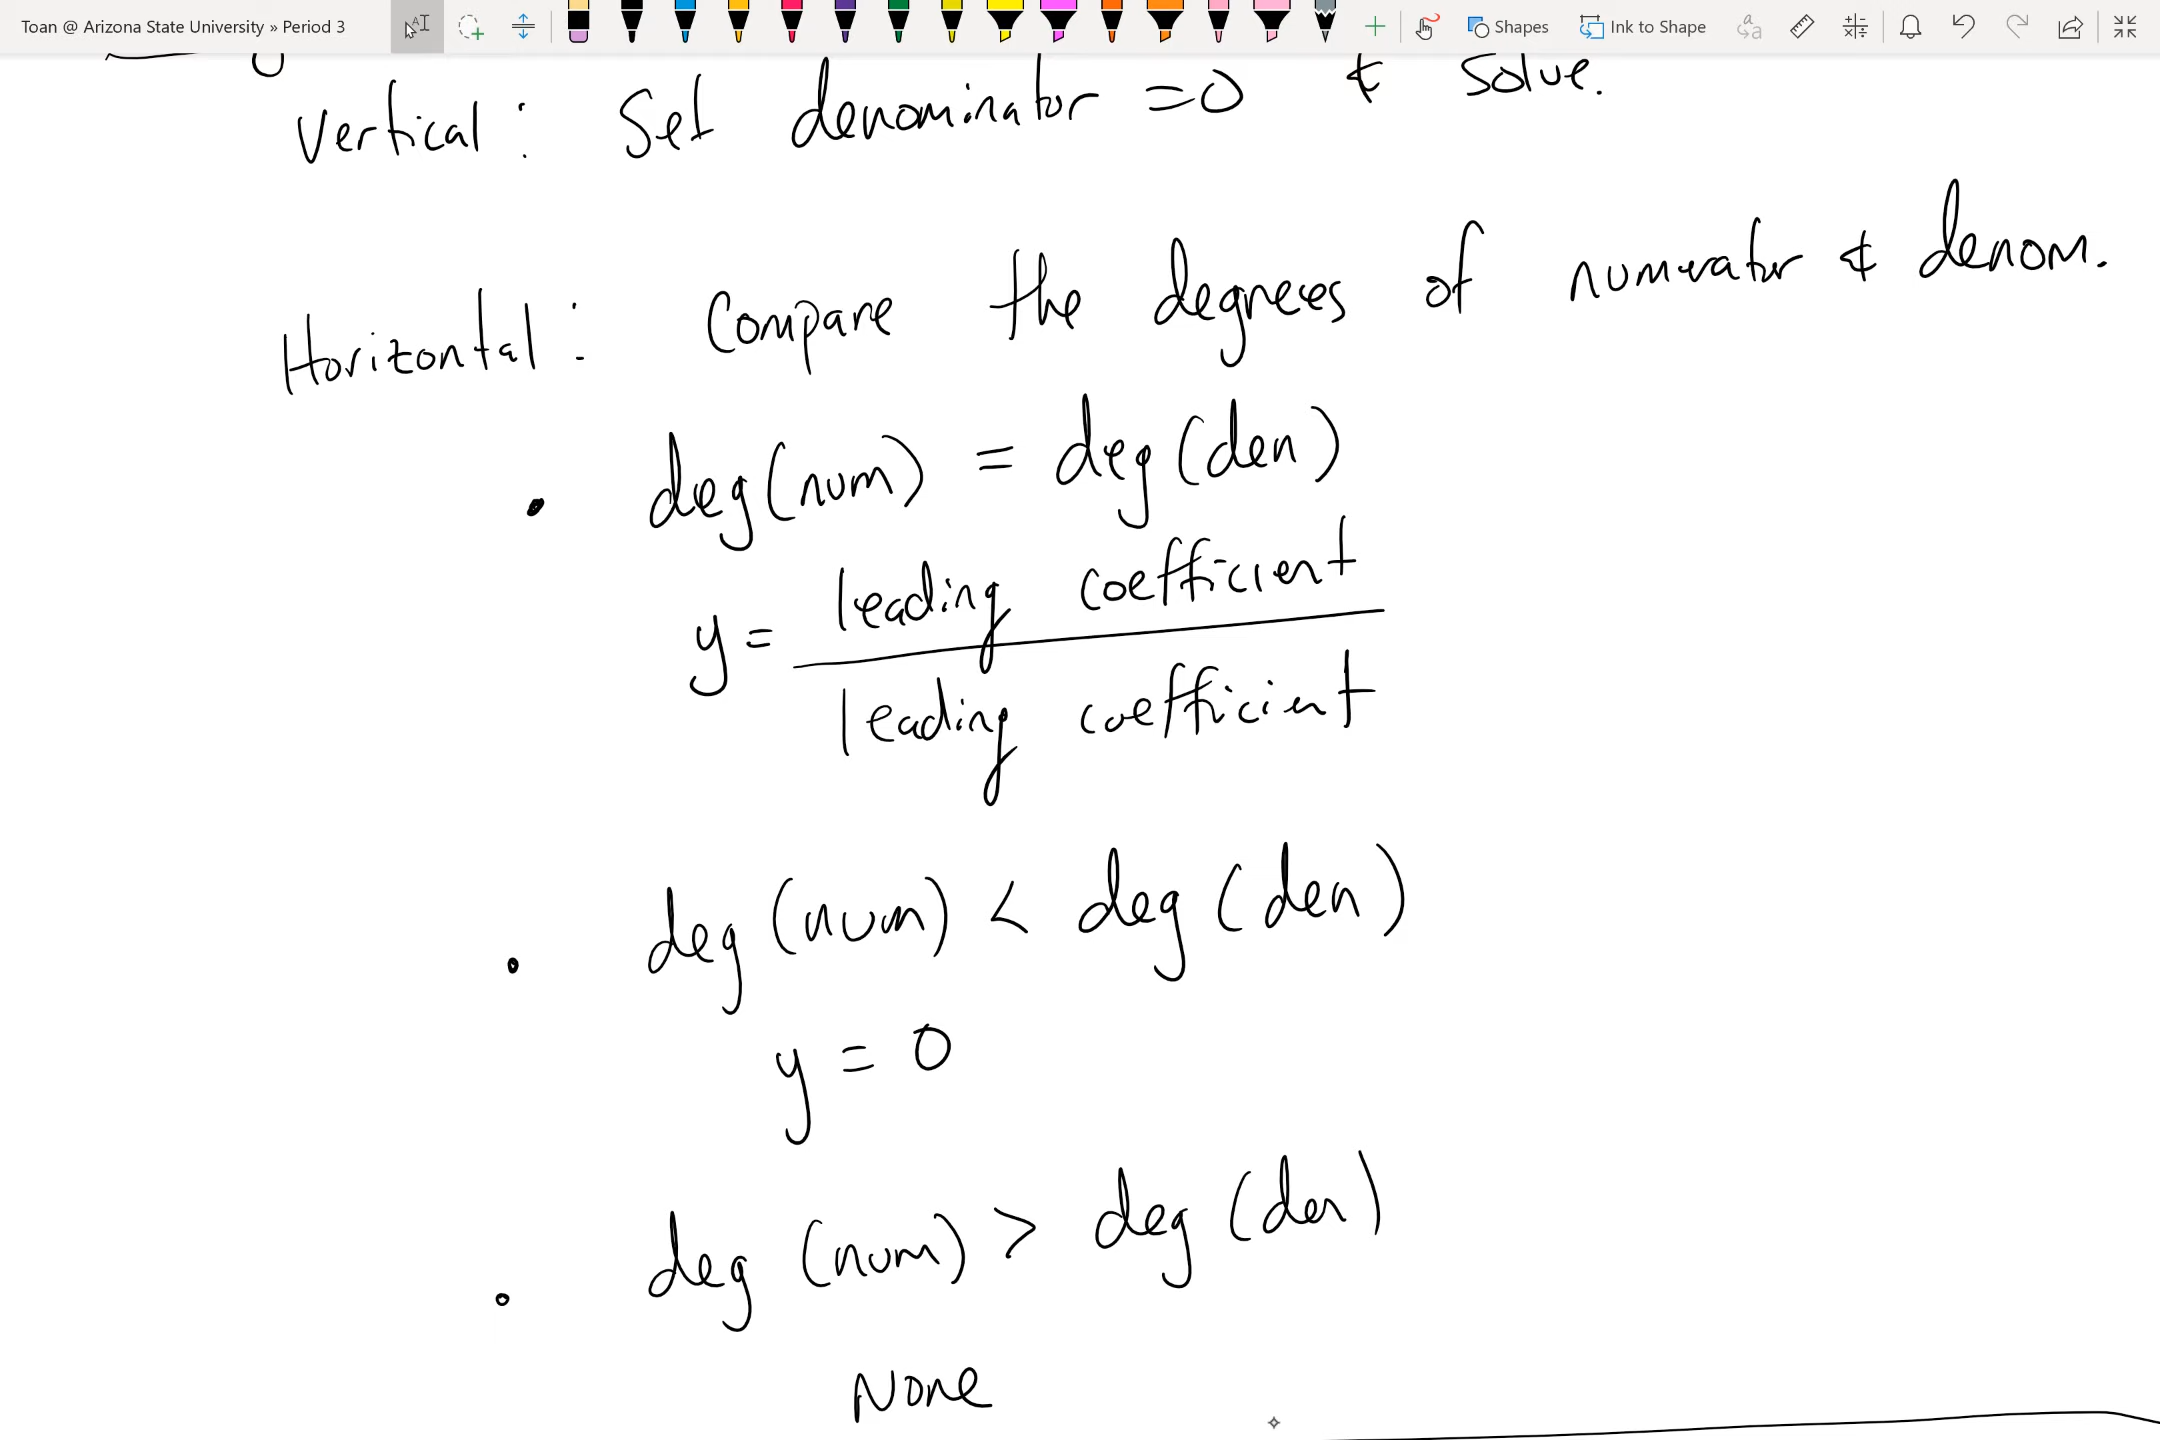 Toan @ Arizona State University » Period 3
Shapes
Ink to Shape
Vertical: Set denominator =0 & solve.
Horizontal: Compare the degrees of numerator & denom.
• deg(num) = deg(den)
y = leading coefficient
leading coefficient
• deg (num) < deg (den)
y = 0
• deg (num) > deg (den)
None